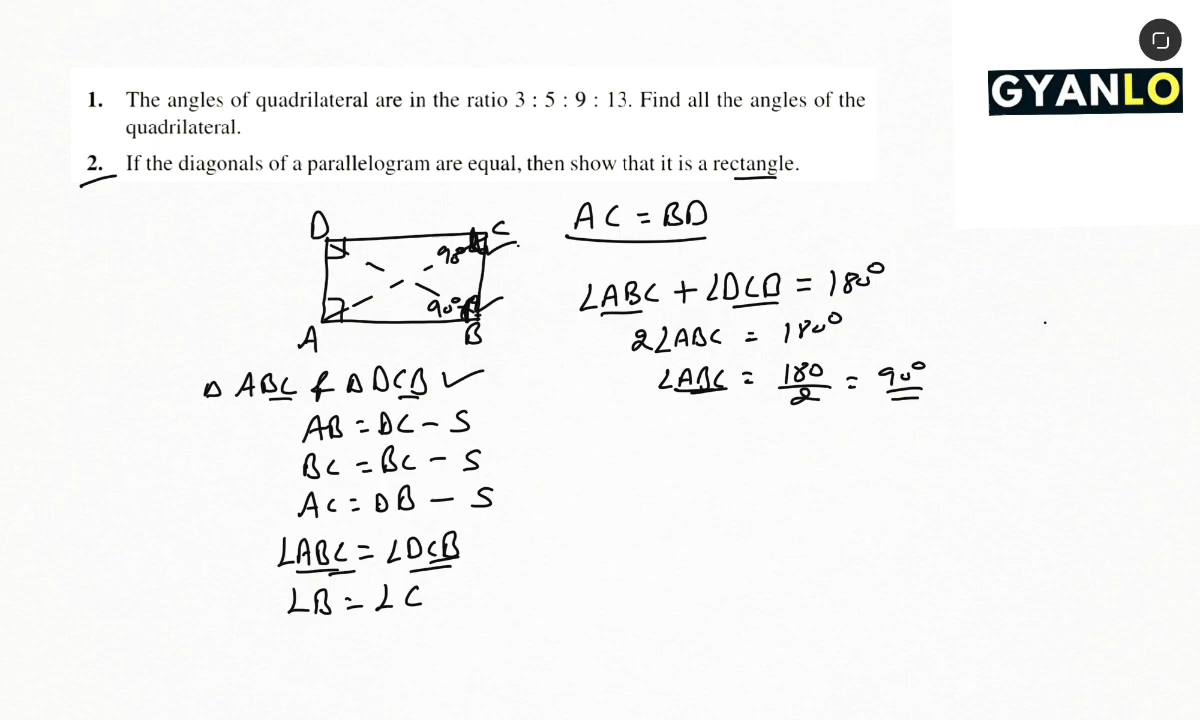 GYANLO
1. The angles of quadrilateral are in the ratio 3 : 5 : 9 : 13. Find all the angles of the
quadrilateral.
2. If the diagonals of a parallelogram are equal, then show that it is a rectangle.
D C
90°
90°
A B
AC = BD
∠ABC + ∠DCB = 180°
2∠ABC = 180°
∠ABC = 180/2 = 90°
Δ ABC & Δ DCB ✓
AB = DC - S
BC = BC - S
AC = DB - S
∠ABC = ∠DCB
∠B = ∠C